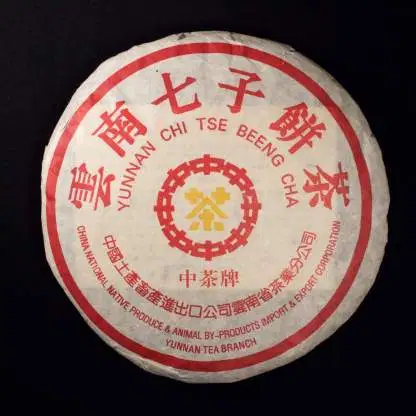 雲南七子餅茶
YUNNAN CHI TSE BEENG CHA
茶
中茶牌
中國土產畜產進出口公司雲南省茶葉分公司
CHINA NATIONAL NATIVE PRODUCE & ANIMAL BY-PRODUCTS IMPORT & EXPORT CORPORATION
YUNNAN TEA BRANCH